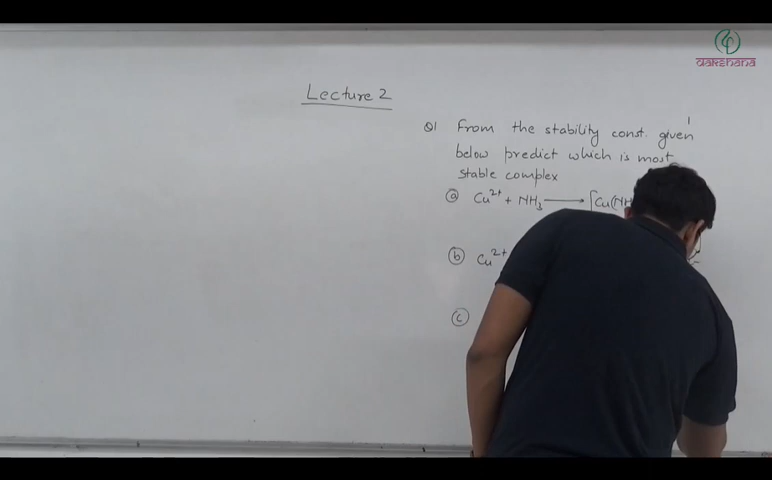 dakshana
Lecture 2
Q1 From the stability const. given
below predict which is most
stable complex
(a) Cu²⁺ + NH₃ ⟶ [Cu(NH
(b) Cu²⁺
(c)